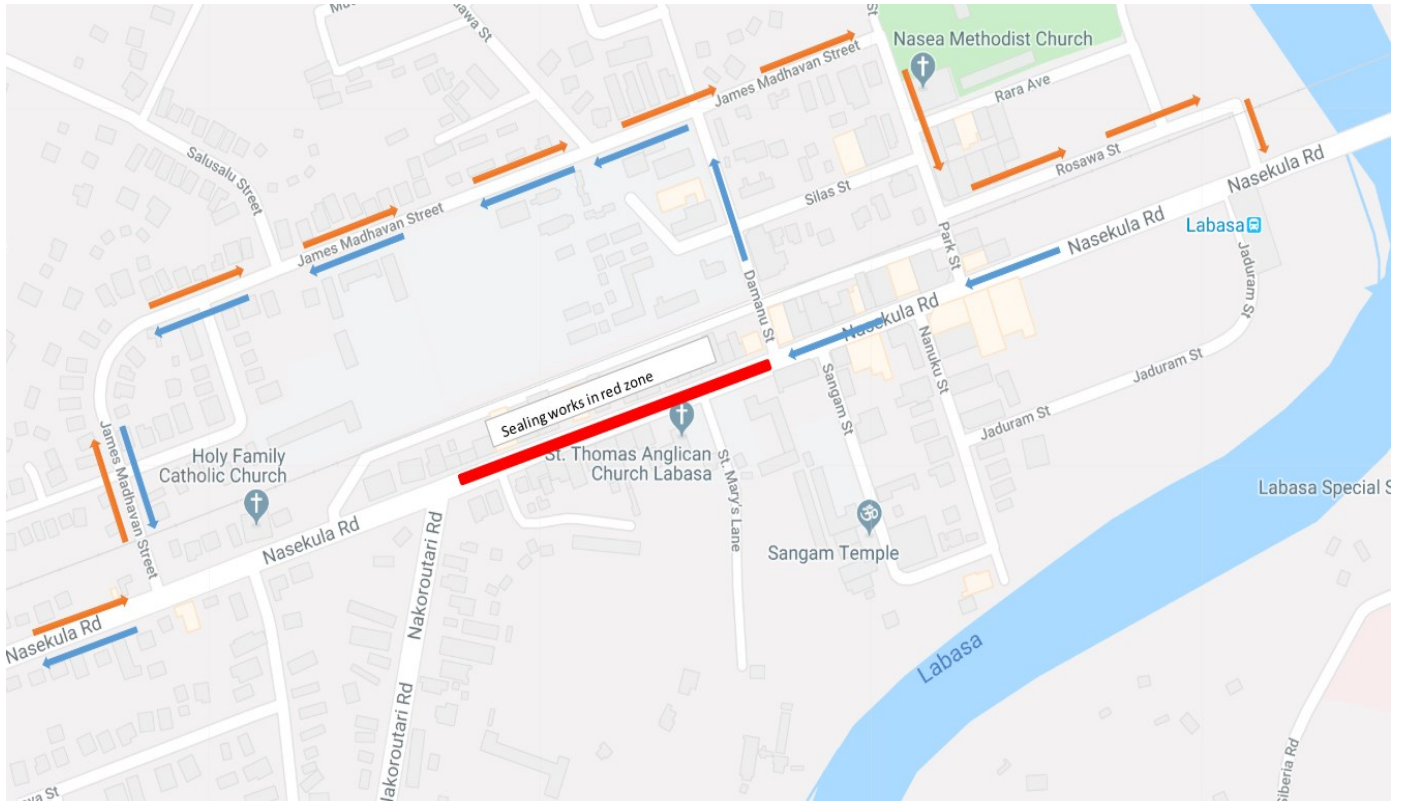 Nasea Methodist Church
James Madhavan Street
Rara Ave
Salusalu Street
Rosawa St
Nasekula Rd
Silas St
James Madhavan Street
Labasa
Park St
Nasekula Rd
Jaduram St
Damanu St
Nasekula Rd
Nanuku St
Jaduram St
Sealing works in red zone
Sangam St
Jaduram St
James Madhavan Street
Holy Family
Catholic Church
St. Thomas Anglican
Church Labasa
St. Mary's Lane
Labasa Special S
Nasekula Rd
Sangam Temple
Nakoroutari Rd
Nasekula Rd
Labasa
Nakoroutari Rd
Siberia Rd